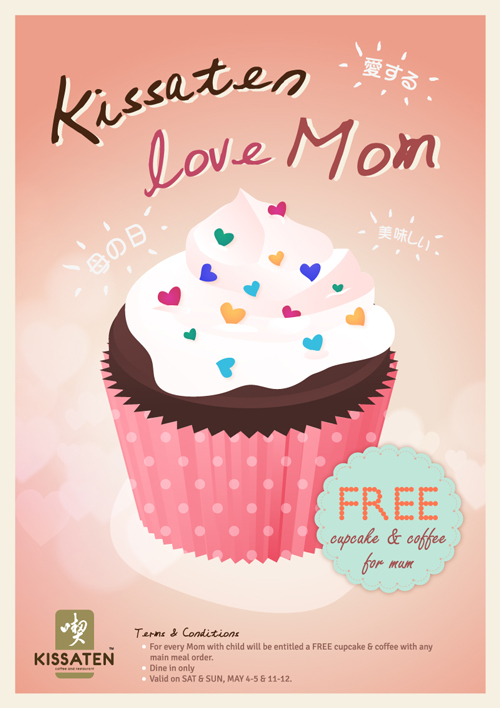 Kissaten
愛する
love Mom
母の日
美味しい
FREE
cupcake & coffee
for mum
喫
KISSATEN™
coffee and restaurant
Terms & Conditions
For every Mom with child will be entitled a FREE cupcake & coffee with any
main meal order.
Dine in only
Valid on SAT & SUN, MAY 4-5 & 11-12.